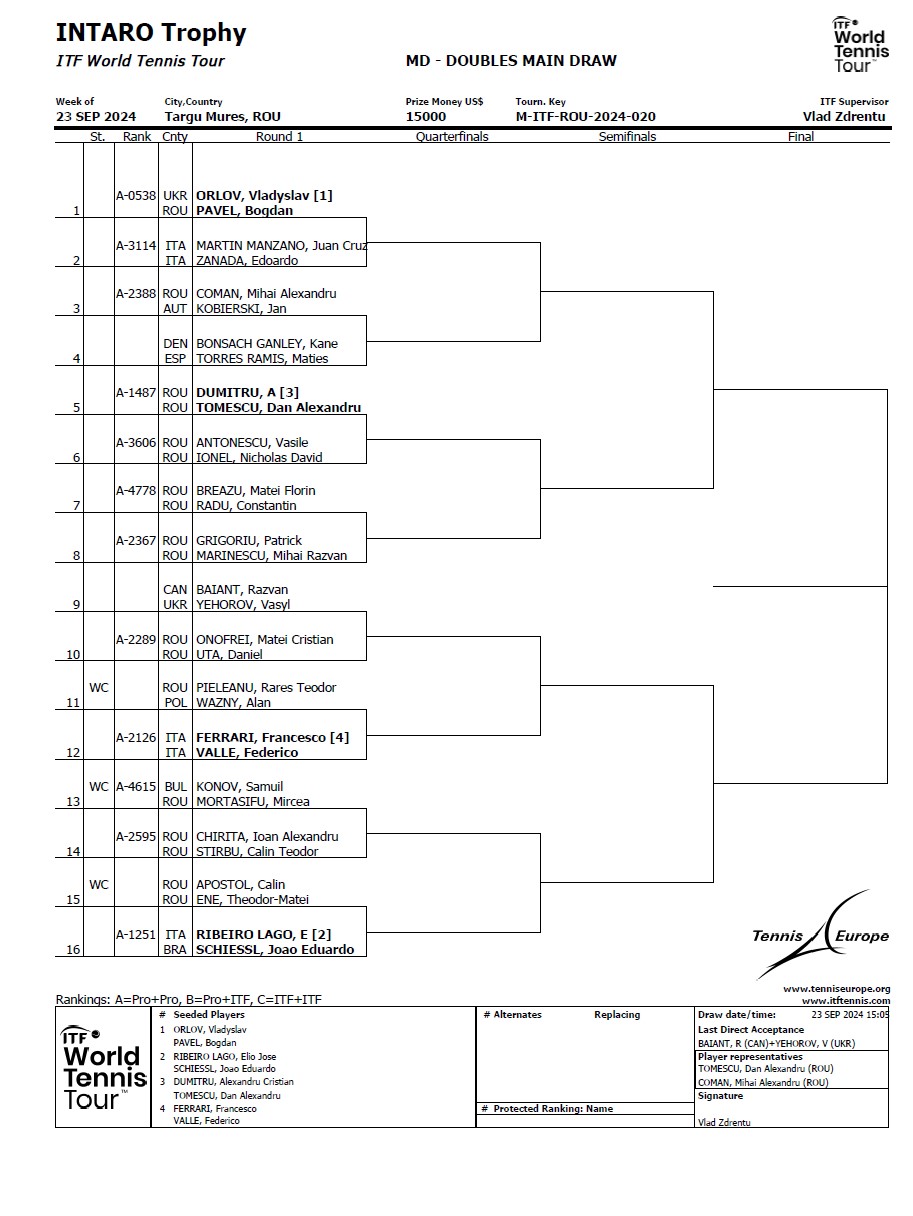 INTARO Trophy
ITF World Tennis Tour MD - DOUBLES MAIN DRAW
ITF World Tennis Tour™
Week of City,Country Prize Money US$ Tourn. Key ITF Supervisor
23 SEP 2024 Targu Mures, ROU 15000 M-ITF-ROU-2024-020 Vlad Zdrentu
St. Rank Cnty Round 1 Quarterfinals Semifinals Final
A-0538 UKR ORLOV, Vladyslav [1]
1 ROU PAVEL, Bogdan
A-3114 ITA MARTIN MANZANO, Juan Cruz
2 ITA ZANADA, Edoardo
A-2388 ROU COMAN, Mihai Alexandru
3 AUT KOBIERSKI, Jan
DEN BONSACH GANLEY, Kane
4 ESP TORRES RAMIS, Maties
A-1487 ROU DUMITRU, A [3]
5 ROU TOMESCU, Dan Alexandru
A-3606 ROU ANTONESCU, Vasile
6 ROU IONEL, Nicholas David
A-4778 ROU BREAZU, Matei Florin
7 ROU RADU, Constantin
A-2367 ROU GRIGORIU, Patrick
8 ROU MARINESCU, Mihai Razvan
CAN BAIANT, Razvan
9 UKR YEHOROV, Vasyl
A-2289 ROU ONOFREI, Matei Cristian
10 ROU UTA, Daniel
WC ROU PIELEANU, Rares Teodor
11 POL WAZNY, Alan
A-2126 ITA FERRARI, Francesco [4]
12 ITA VALLE, Federico
WC A-4615 BUL KONOV, Samuil
13 ROU MORTASIFU, Mircea
A-2595 ROU CHIRITA, Ioan Alexandru
14 ROU STIRBU, Calin Teodor
WC ROU APOSTOL, Calin
15 ROU ENE, Theodor-Matei
A-1251 ITA RIBEIRO LAGO, E [2]
16 BRA SCHIESSL, Joao Eduardo
Tennis Europe
www.tenniseurope.org
Rankings: A=Pro+Pro, B=Pro+ITF, C=ITF+ITF www.itftennis.com
ITF World Tennis Tour™
# Seeded Players
1 ORLOV, Vladyslav
PAVEL, Bogdan
2 RIBEIRO LAGO, Elio Jose
SCHIESSL, Joao Eduardo
3 DUMITRU, Alexandru Cristian
TOMESCU, Dan Alexandru
4 FERRARI, Francesco
VALLE, Federico
# Alternates Replacing
# Protected Ranking: Name
Draw date/time: 23 SEP 2024 15:05
Last Direct Acceptance
BAIANT, R (CAN)+YEHOROV, V (UKR)
Player representatives
TOMESCU, Dan Alexandru (ROU)
COMAN, Mihai Alexandru (ROU)
Signature
Vlad Zdrentu